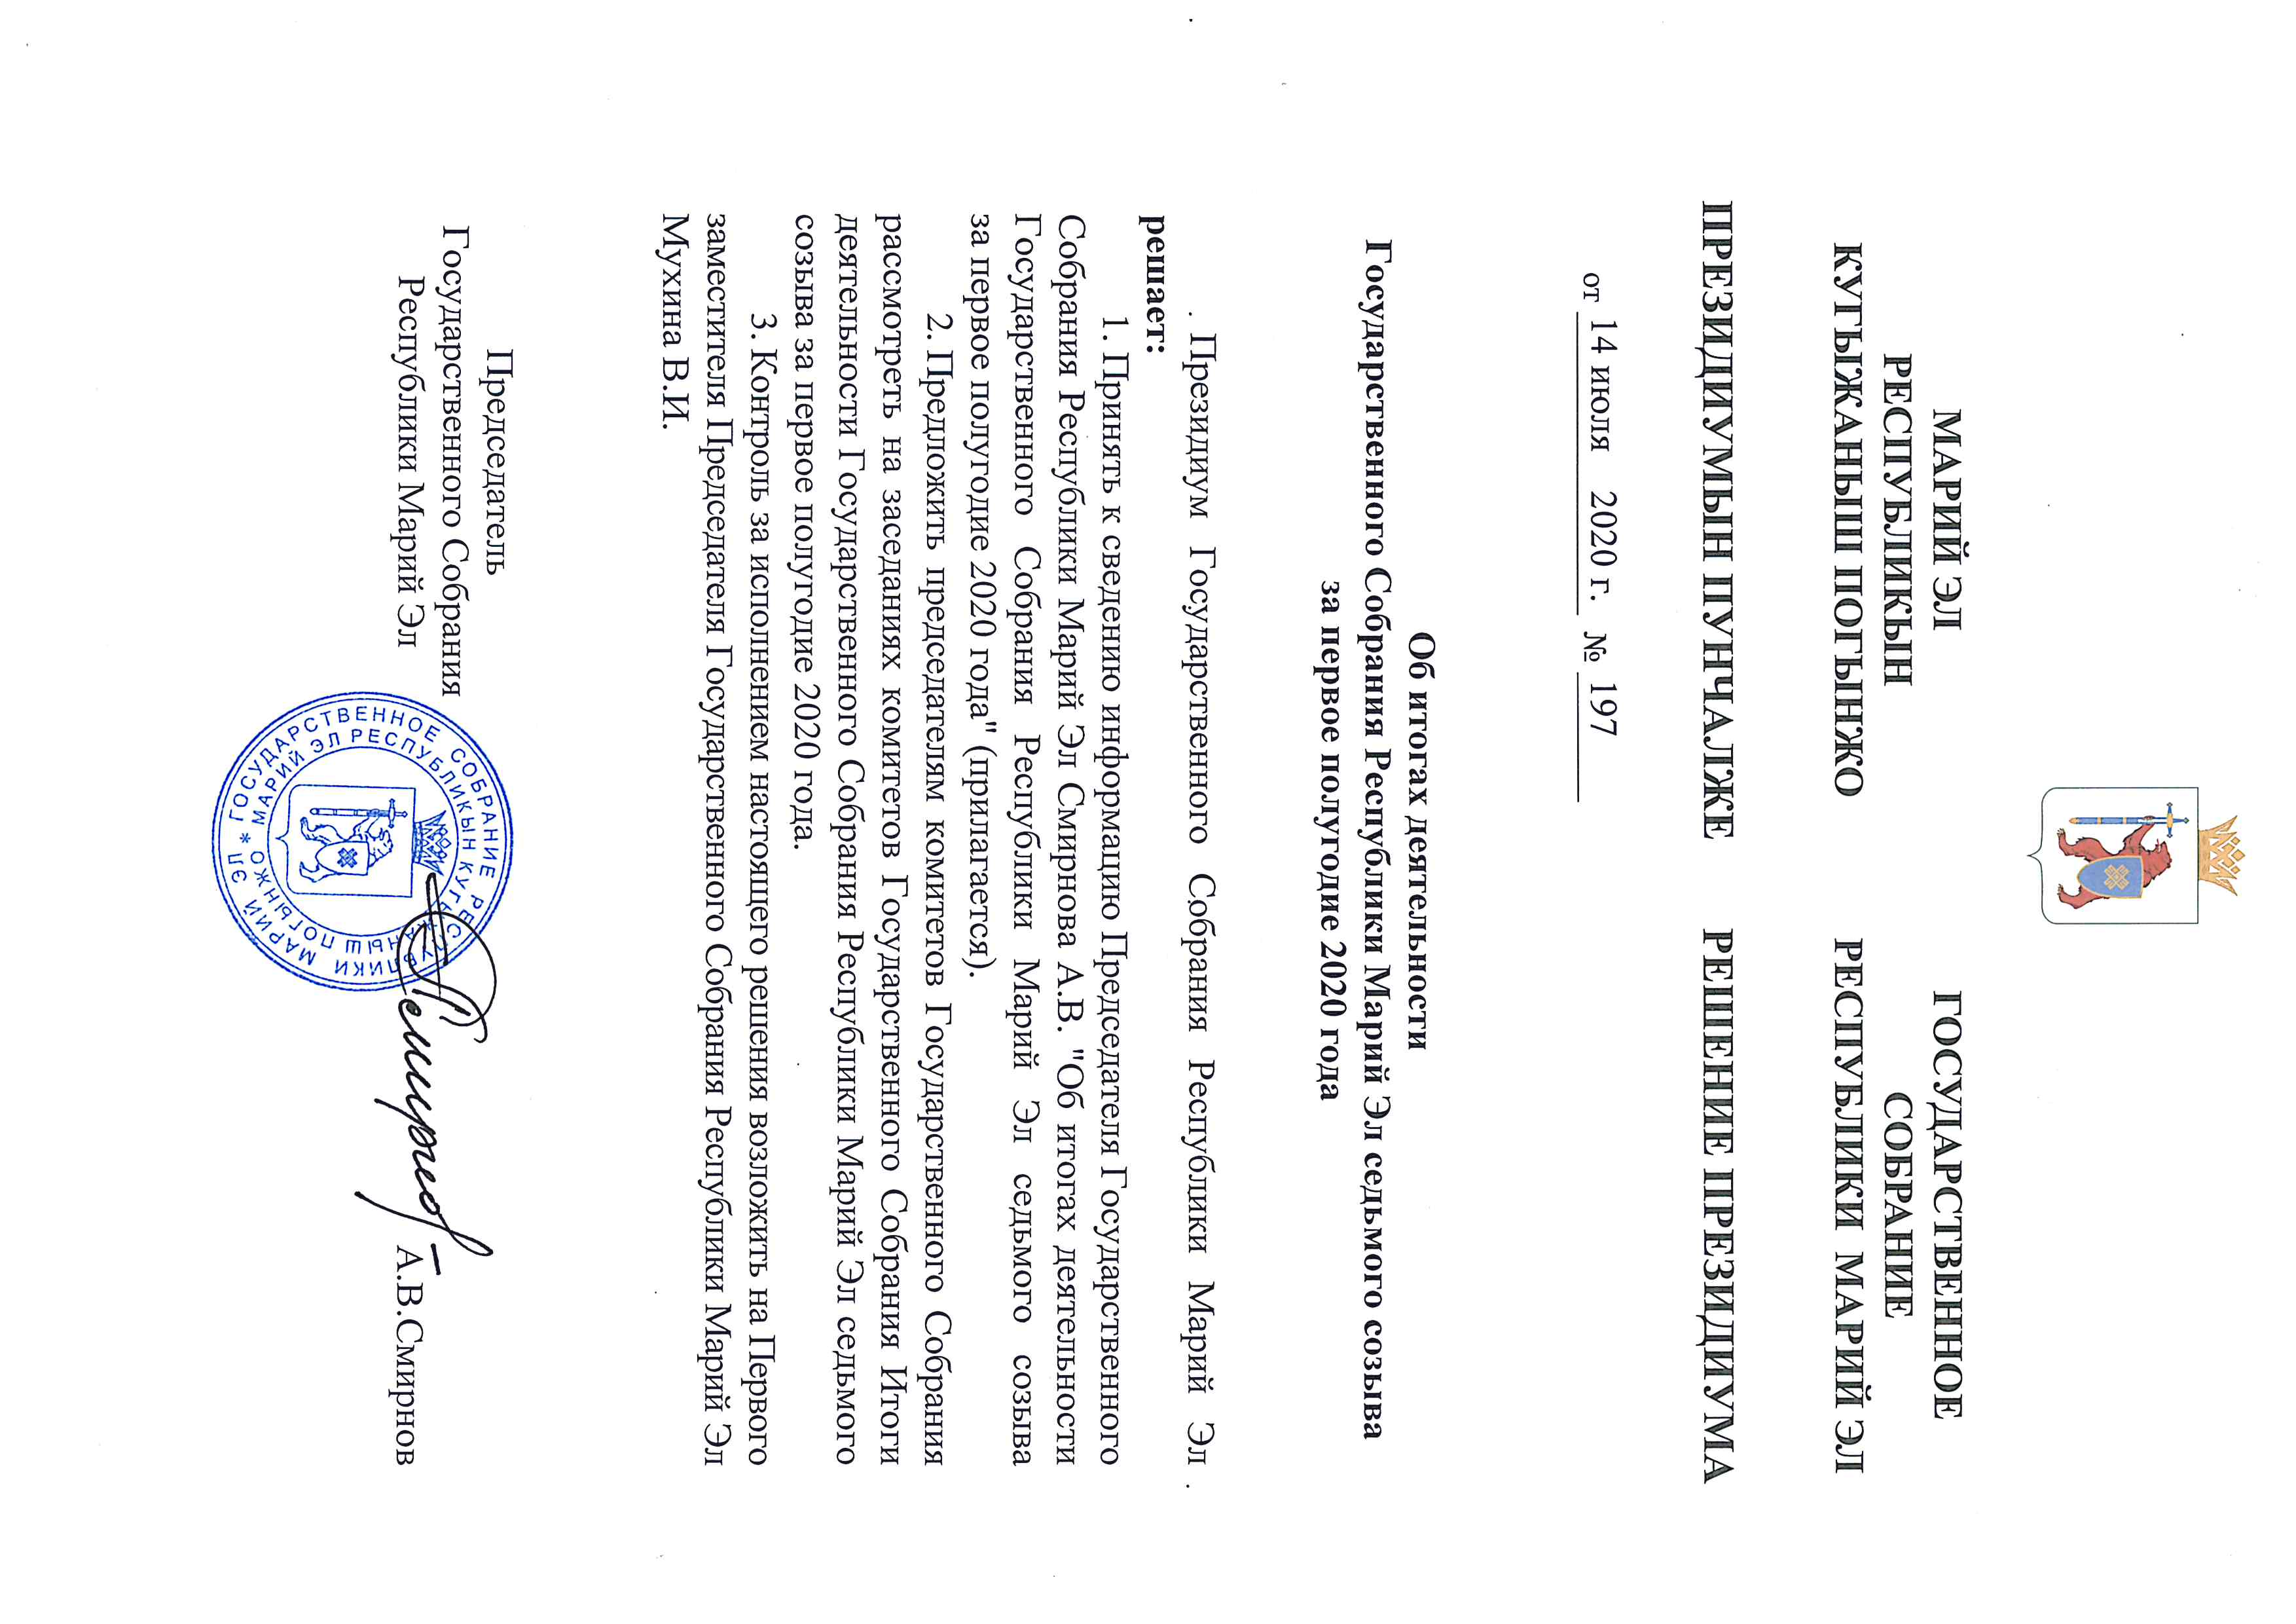 МАРИЙ ЭЛ
РЕСПУБЛИКЫН
КУГЫЖАНЫШ ПОГЫНЖО
ГОСУДАРСТВЕННОЕ
СОБРАНИЕ
РЕСПУБЛИКИ МАРИЙ ЭЛ
ПРЕЗИДИУМЫН ПУНЧАЛЖЕ
РЕШЕНИЕ ПРЕЗИДИУМА
от 14 июля 2020 г. № 197
Об итогах деятельности
Государственного Собрания Республики Марий Эл седьмого созыва
за первое полугодие 2020 года
Президиум Государственного Собрания Республики Марий Эл
решает:
1. Принять к сведению информацию Председателя Государственного
Собрания Республики Марий Эл Смирнова А.В. "Об итогах деятельности
Государственного Собрания Республики Марий Эл седьмого созыва
за первое полугодие 2020 года" (прилагается).
2. Предложить председателям комитетов Государственного Собрания
рассмотреть на заседаниях комитетов Государственного Собрания Итоги
деятельности Государственного Собрания Республики Марий Эл седьмого
созыва за первое полугодие 2020 года.
3. Контроль за исполнением настоящего решения возложить на Первого
заместителя Председателя Государственного Собрания Республики Марий Эл
Мухина В.И.
Председатель
Государственного Собрания
Республики Марий Эл
А.В.Смирнов
ГОСУДАРСТВЕННОЕ СОБРАНИЕ РЕСПУБЛИКИ МАРИЙ ЭЛ *
МАРИЙ ЭЛ РЕСПУБЛИКЫН КУГЫЖАНЫШ ПОГЫНЖО